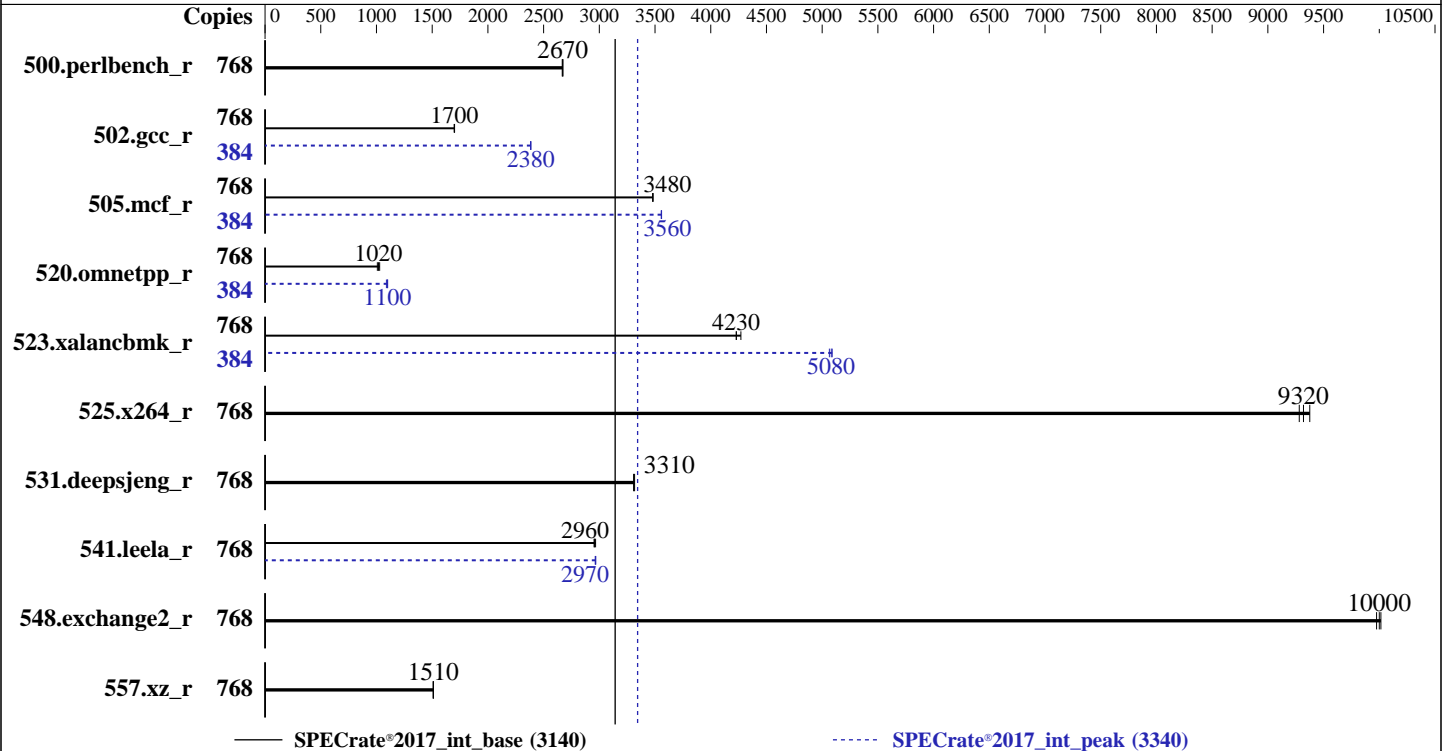 Copies 0 500 1000 1500 2000 2500 3000 3500 4000 4500 5000 5500 6000 6500 7000 7500 8000 8500 9000 9500 10500
500.perlbench_r 768 2670
502.gcc_r 768 1700
384 2380
505.mcf_r 768 3480
384 3560
520.omnetpp_r 768 1020
384 1100
523.xalancbmk_r 768 4230
384 5080
525.x264_r 768 9320
531.deepsjeng_r 768 3310
541.leela_r 768 2960
2970
548.exchange2_r 768 10000
557.xz_r 768 1510
SPECrate®2017_int_base (3140) SPECrate®2017_int_peak (3340)